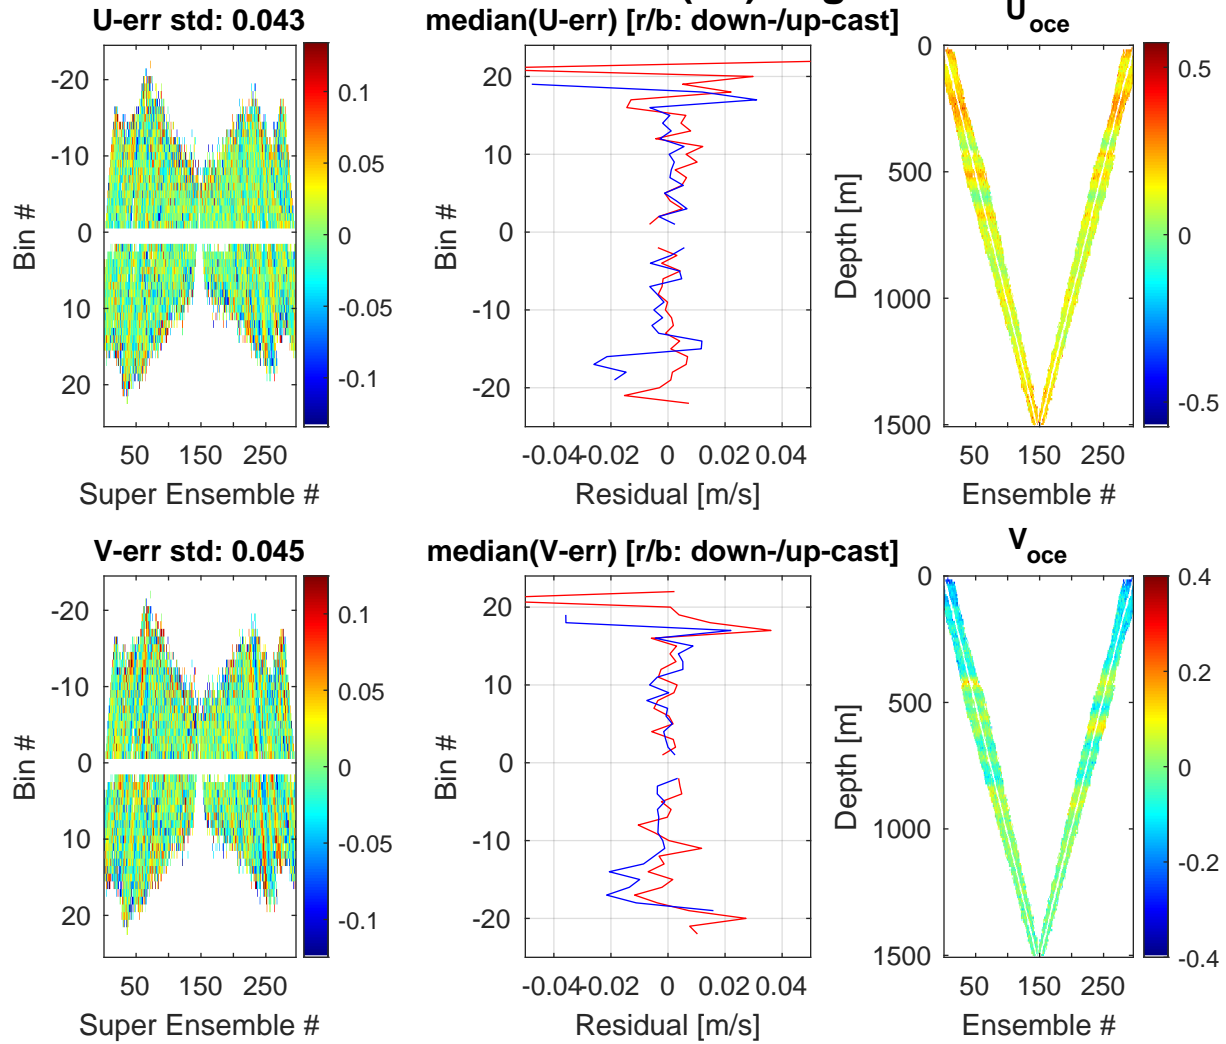 U-err std: 0.043
median(U-err) [r/b: down-/up-cast]
U_oce
-20
-10
0
10
20
Bin #
50 150 250
Super Ensemble #
0.1
0.05
0
-0.05
-0.1
20
10
0
-10
-20
Bin #
-0.04 -0.02 0 0.02 0.04
Residual [m/s]
0
500
1000
1500
Depth [m]
50 150 250
Ensemble #
0.5
0
-0.5
V-err std: 0.045
median(V-err) [r/b: down-/up-cast]
V_oce
-20
-10
0
10
20
Bin #
50 150 250
Super Ensemble #
0.1
0.05
0
-0.05
-0.1
20
10
0
-10
-20
Bin #
-0.04 -0.02 0 0.02 0.04
Residual [m/s]
0
500
1000
1500
Depth [m]
50 150 250
Ensemble #
0.4
0.2
0
-0.2
-0.4